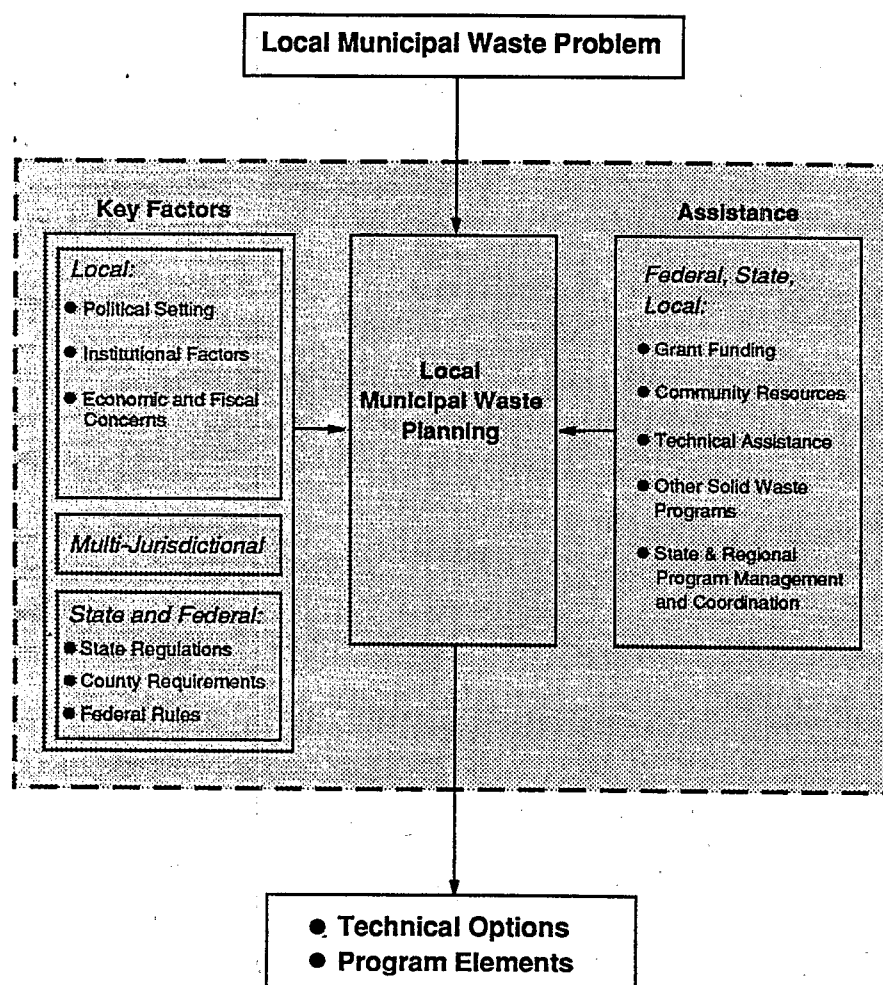 Local Municipal Waste Problem
Key Factors
Local:
● Political Setting
● Institutional Factors
● Economic and Fiscal
Concerns
Multi-Jurisdictional
State and Federal:
● State Regulations
● County Requirements
● Federal Rules
Local
Municipal Waste
Planning
Assistance
Federal, State,
Local:
● Grant Funding
● Community Resources
● Technical Assistance
● Other Solid Waste
Programs
● State & Regional
Program Management
and Coordination
● Technical Options
● Program Elements